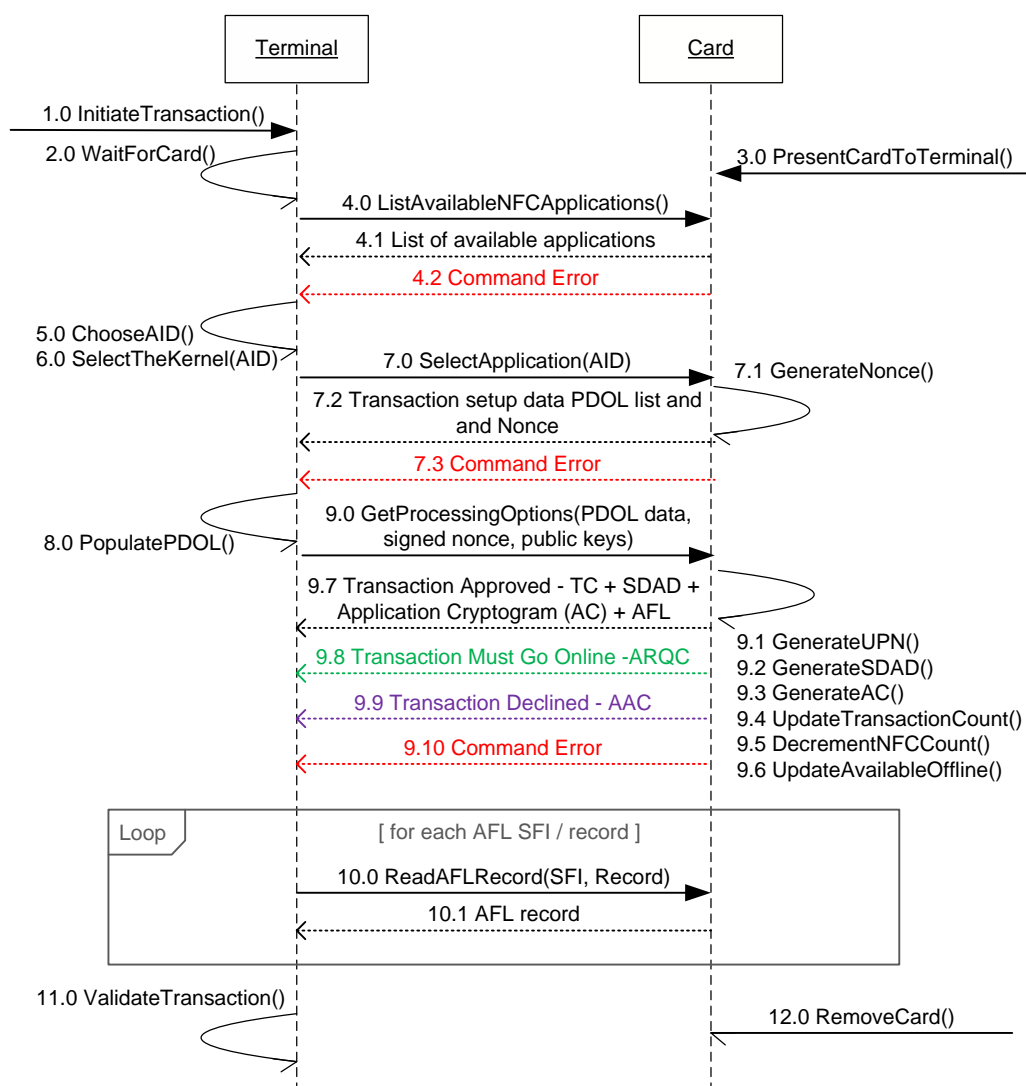 Terminal
Card
1.0 InitiateTransaction()
2.0 WaitForCard()
3.0 PresentCardToTerminal()
4.0 ListAvailableNFCApplications()
4.1 List of available applications
4.2 Command Error
5.0 ChooseAID()
6.0 SelectTheKernel(AID)
7.0 SelectApplication(AID)
7.1 GenerateNonce()
7.2 Transaction setup data PDOL list and
and Nonce
7.3 Command Error
8.0 PopulatePDOL()
9.0 GetProcessingOptions(PDOL data,
signed nonce, public keys)
9.7 Transaction Approved - TC + SDAD +
Application Cryptogram (AC) + AFL
9.8 Transaction Must Go Online -ARQC
9.9 Transaction Declined - AAC
9.10 Command Error
9.1 GenerateUPN()
9.2 GenerateSDAD()
9.3 GenerateAC()
9.4 UpdateTransactionCount()
9.5 DecrementNFCCount()
9.6 UpdateAvailableOffline()
Loop
[ for each AFL SFI / record ]
10.0 ReadAFLRecord(SFI, Record)
10.1 AFL record
11.0 ValidateTransaction()
12.0 RemoveCard()